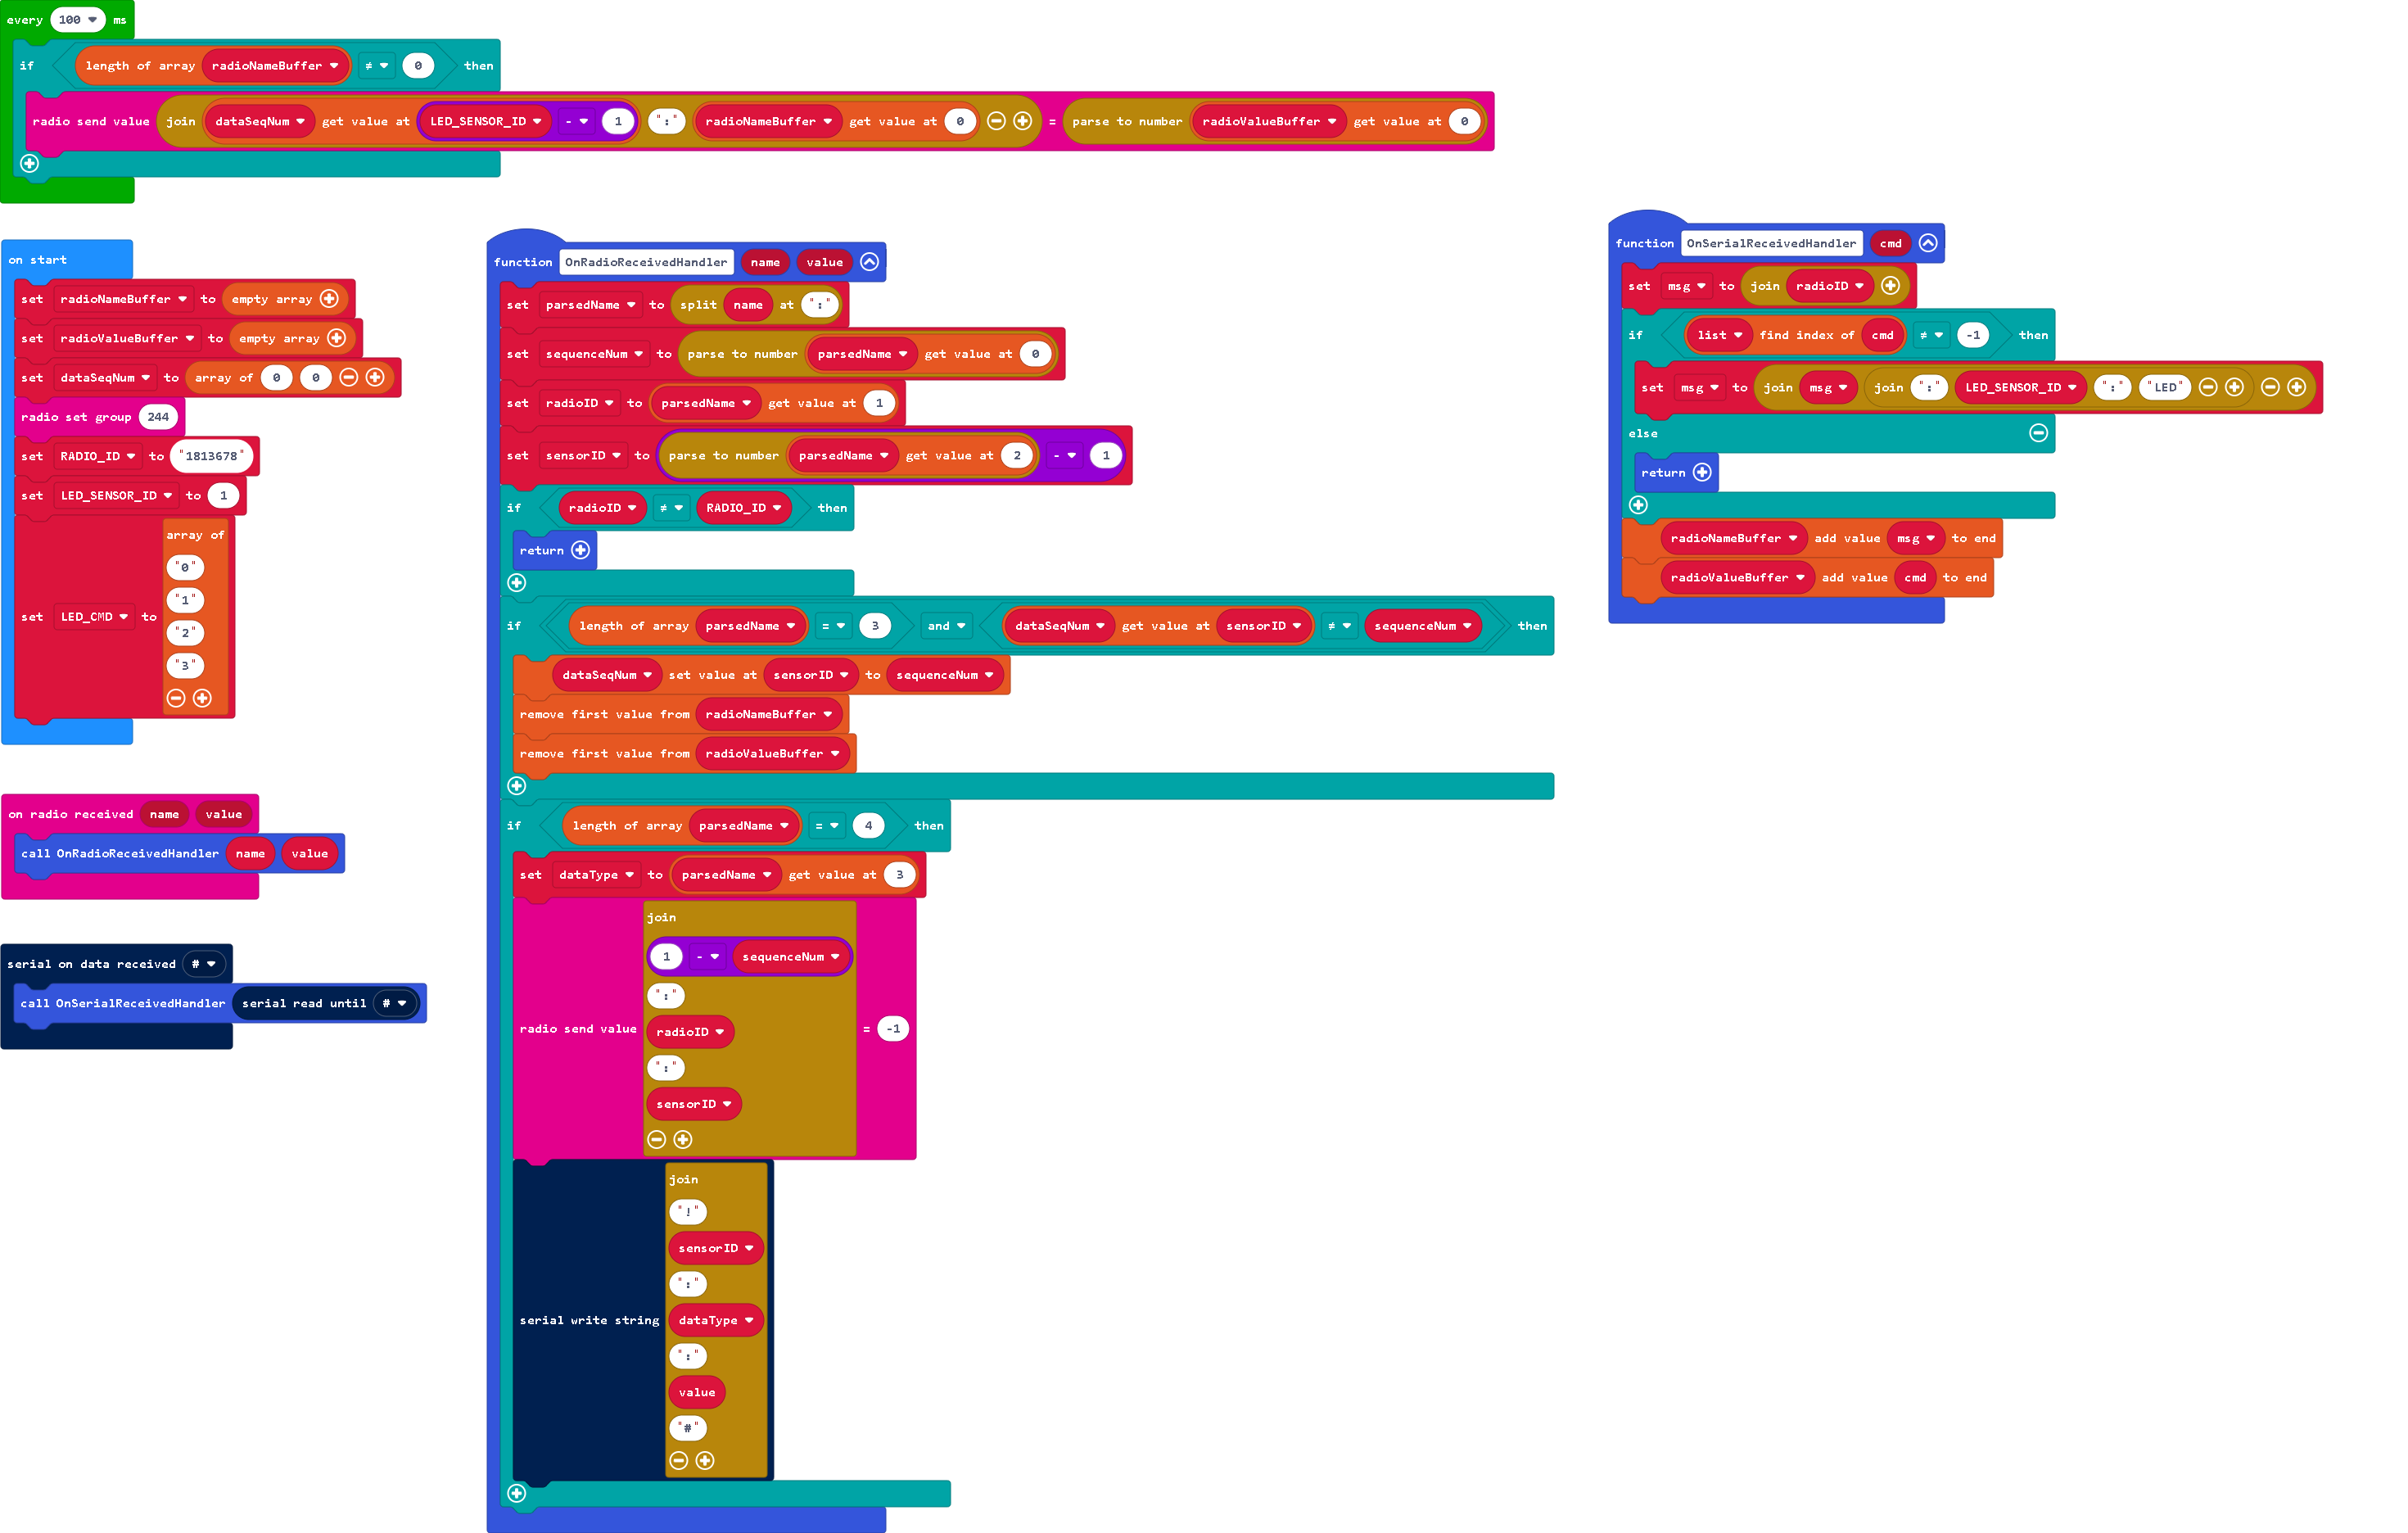 every 100 ms
if length of array radioNameBuffer ≠ 0 then
radio send value join dataSeqNum get value at LED_SENSOR_ID - 1 ":" radioNameBuffer get value at 0 = parse to number radioValueBuffer get value at 0
on start
set radioNameBuffer to empty array
set radioValueBuffer to empty array
set dataSeqNum to array of 0 0
radio set group 244
set RADIO_ID to "1813678"
set LED_SENSOR_ID to 1
set LED_CMD to array of
"0"
"1"
"2"
"3"
on radio received name value
call OnRadioReceivedHandler name value
serial on data received #
call OnSerialReceivedHandler serial read until #
function OnRadioReceivedHandler name value
set parsedName to split name at ":"
set sequenceNum to parse to number parsedName get value at 0
set radioID to parsedName get value at 1
set sensorID to parse to number parsedName get value at 2 - 1
if radioID ≠ RADIO_ID then
return
if length of array parsedName = 3 and dataSeqNum get value at sensorID ≠ sequenceNum then
dataSeqNum set value at sensorID to sequenceNum
remove first value from radioNameBuffer
remove first value from radioValueBuffer
if length of array parsedName = 4 then
set dataType to parsedName get value at 3
radio send value join
1 - sequenceNum
":"
radioID
":"
sensorID
= -1
serial write string join
"!"
sensorID
":"
dataType
":"
value
"#"
function OnSerialReceivedHandler cmd
set msg to join radioID
if list find index of cmd ≠ -1 then
set msg to join msg join ":" LED_SENSOR_ID ":" "LED"
else
return
radioNameBuffer add value msg to end
radioValueBuffer add value cmd to end